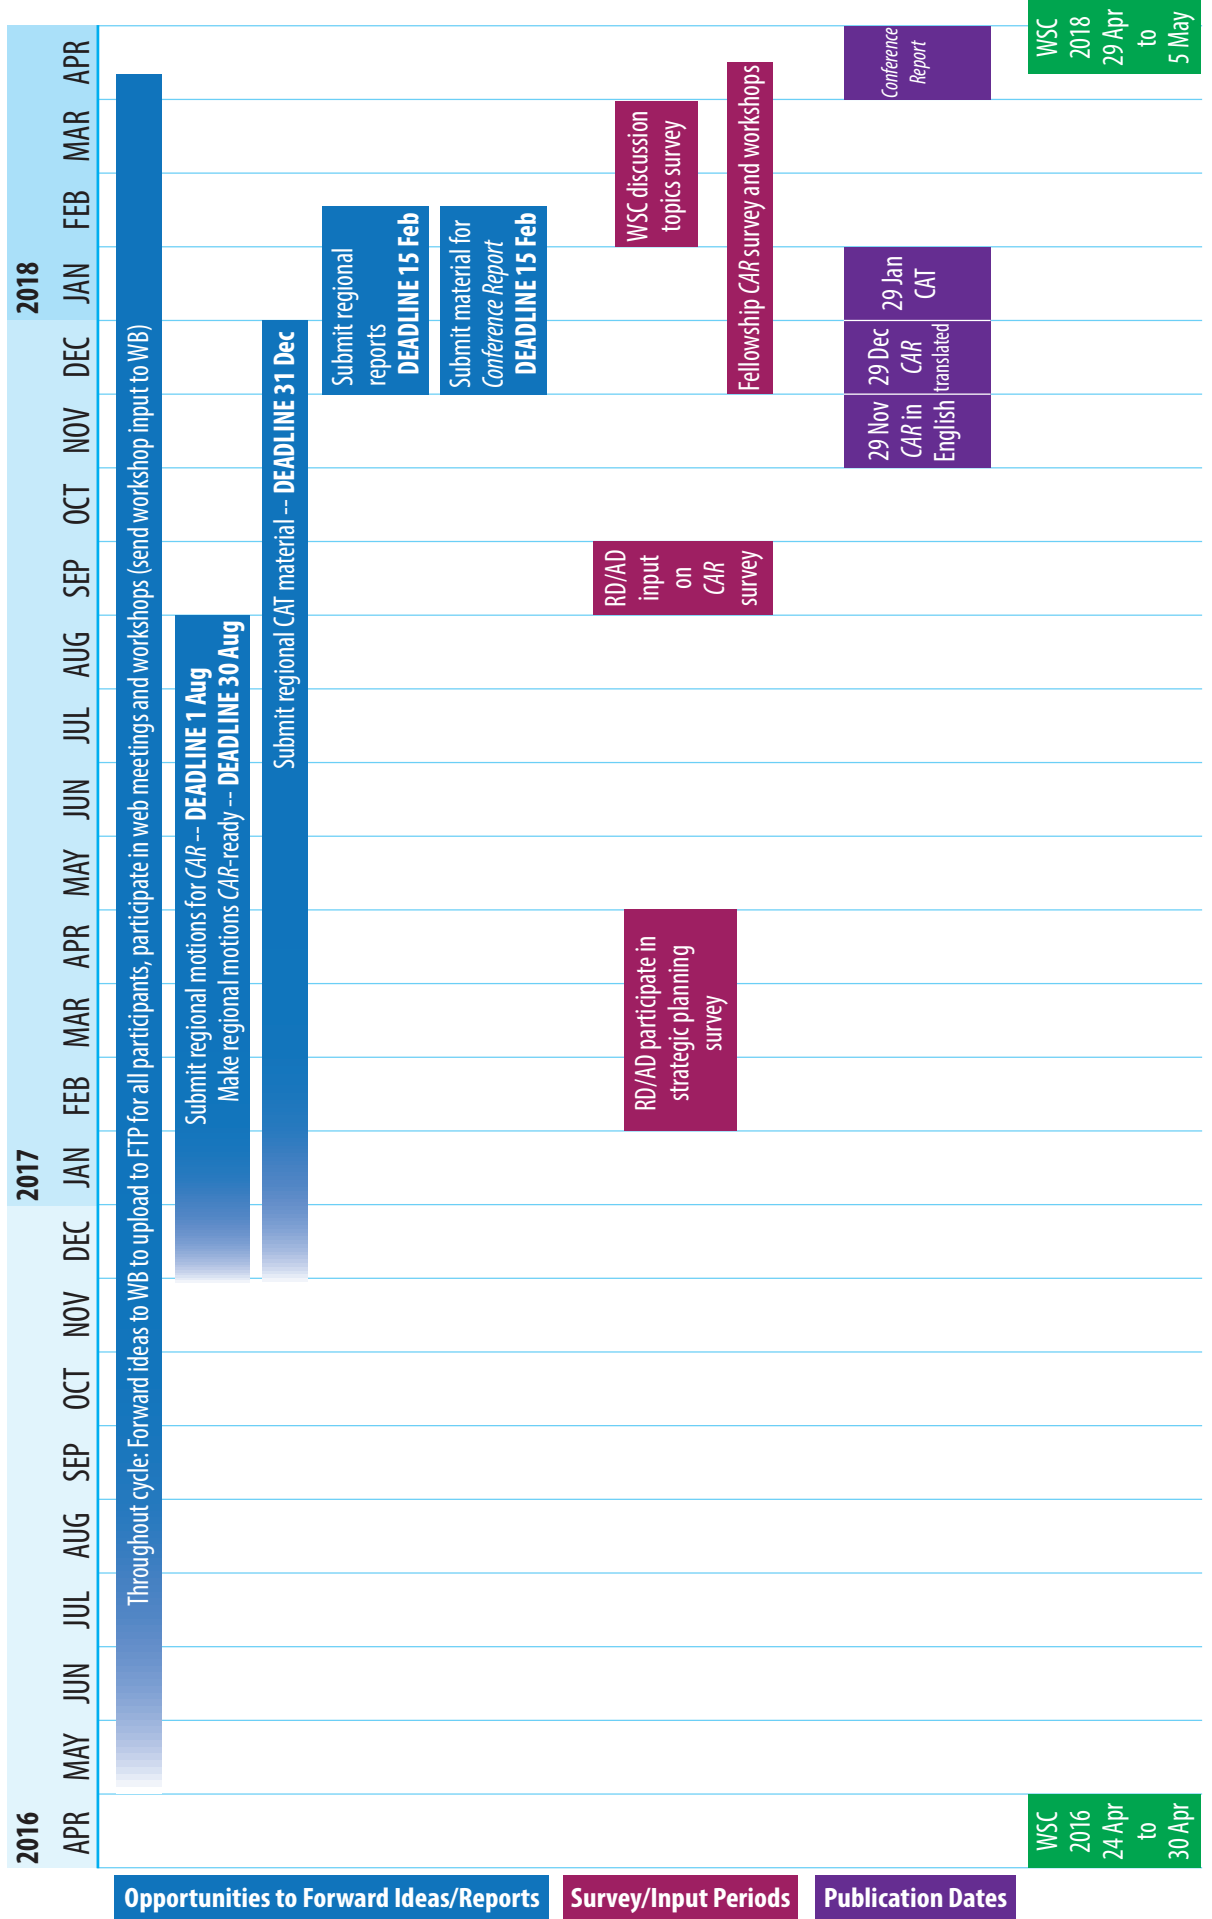 2016
2017
2018
APR
MAY
JUN
JUL
AUG
SEP
OCT
NOV
DEC
JAN
FEB
MAR
APR
MAY
JUN
JUL
AUG
SEP
OCT
NOV
DEC
JAN
FEB
MAR
APR
Throughout cycle: Forward ideas to WB to upload to FTP for all participants, participate in web meetings and workshops (send workshop input to WB)
Submit regional motions for CAR -- DEADLINE 1 Aug
Make regional motions CAR-ready -- DEADLINE 30 Aug
Submit regional CAT material -- DEADLINE 31 Dec
Submit regional
reports
DEADLINE 15 Feb
Submit material for
Conference Report
DEADLINE 15 Feb
RD/AD participate in
strategic planning
survey
RD/AD
input
on
CAR
survey
WSC discussion
topics survey
Fellowship CAR survey and workshops
29 Nov
CAR in
English
29 Dec
CAR
translated
29 Jan
CAT
Conference
Report
WSC
2016
24 Apr
to
30 Apr
WSC
2018
29 Apr
to
5 May
Opportunities to Forward Ideas/Reports
Survey/Input Periods
Publication Dates